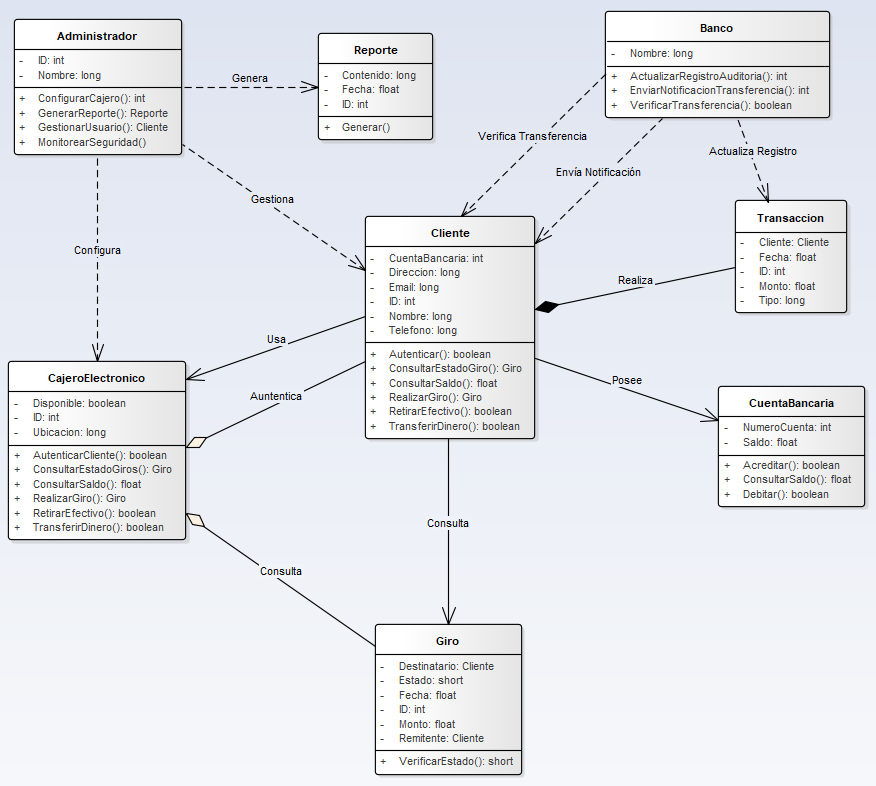 Administrador
- ID: int
- Nombre: long
+ ConfigurarCajero(): int
+ GenerarReporte(): Reporte
+ GestionarUsuario(): Cliente
+ MonitorearSeguridad()
Genera
Reporte
- Contenido: long
- Fecha: float
- ID: int
+ Generar()
Banco
- Nombre: long
+ ActualizarRegistroAuditoria(): int
+ EnviarNotificacionTransferencia(): int
+ VerificarTransferencia(): boolean
Verifica Transferencia
Envía Notificación
Actualiza Registro
Gestiona
Configura
Cliente
- CuentaBancaria: int
- Direccion: long
- Email: long
- ID: int
- Nombre: long
- Telefono: long
+ Autenticar(): boolean
+ ConsultarEstadoGiro(): Giro
+ ConsultarSaldo(): float
+ RealizarGiro(): Giro
+ RetirarEfectivo(): boolean
+ TransferirDinero(): boolean
Transaccion
- Cliente: Cliente
- Fecha: float
- ID: int
- Monto: float
- Tipo: long
Realiza
Usa
Auntentica
Posee
CajeroElectronico
- Disponible: boolean
- ID: int
- Ubicacion: long
+ AutenticarCliente(): boolean
+ ConsultarEstadoGiros(): Giro
+ ConsultarSaldo(): float
+ RealizarGiro(): Giro
+ RetirarEfectivo(): boolean
+ TransferirDinero(): boolean
CuentaBancaria
- NumeroCuenta: int
- Saldo: float
+ Acreditar(): boolean
+ ConsultarSaldo(): float
+ Debitar(): boolean
Consulta
Consulta
Giro
- Destinatario: Cliente
- Estado: short
- Fecha: float
- ID: int
- Monto: float
- Remitente: Cliente
+ VerificarEstado(): short